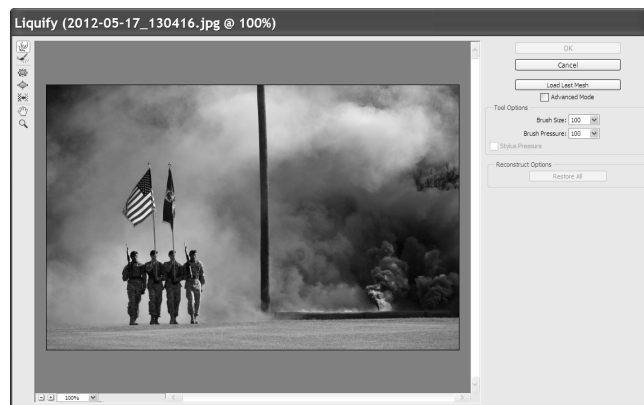 Liquify (2012-05-17_130416.jpg @ 100%)
OK
Cancel
Load Last Mesh
Advanced Mode
Tool Options
Brush Size: 100
Brush Pressure: 100
Stylus Pressure
Reconstruct Options
Restore All
100%